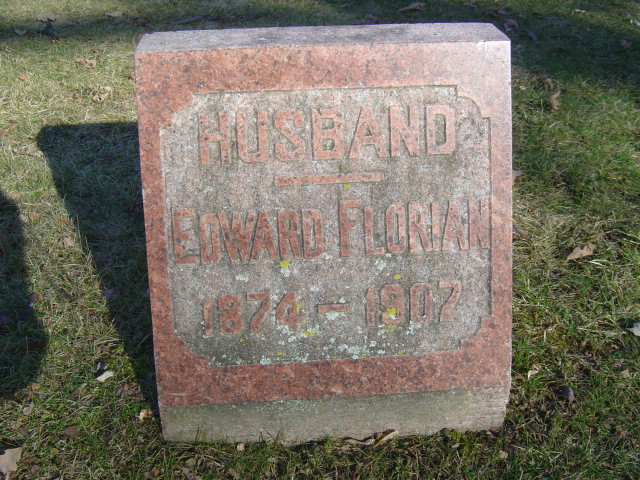 HUSBAND
EDWARD FLORIAN
1874 - 1907